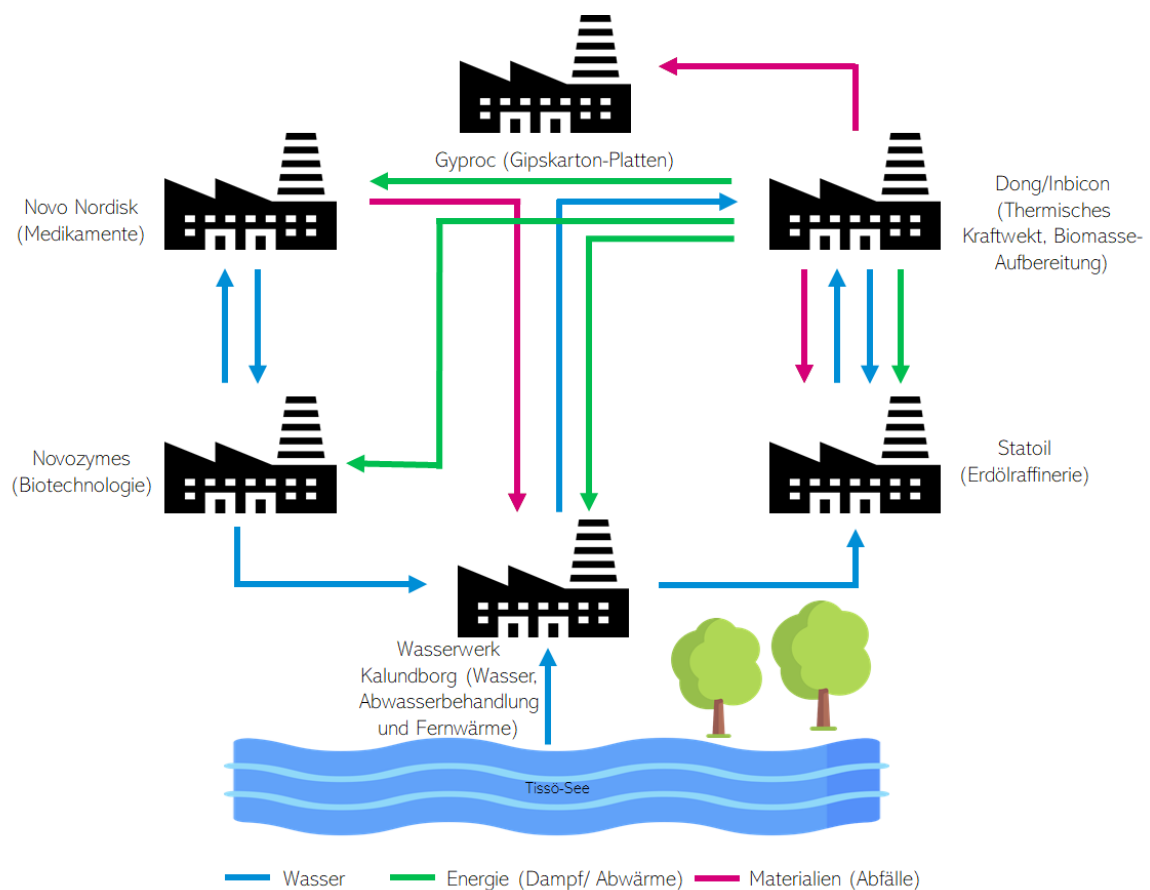 Gyproc (Gipskarton-Platten)
Novo Nordisk
(Medikamente)
Dong/Inbicon
(Thermisches
Kraftwekt, Biomasse-
Aufbereitung)
Novozymes
(Biotechnologie)
Statoil
(Erdölraffinerie)
Wasserwerk
Kalundborg (Wasser,
Abwasserbehandlung
und Fernwärme)
Tissö-See
Wasser
Energie (Dampf/ Abwärme)
Materialien (Abfälle)